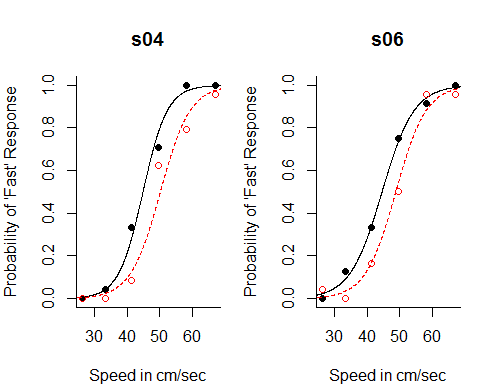 s04
Probability of 'Fast' Response
0.0 0.2 0.4 0.6 0.8 1.0
30 40 50 60
Speed in cm/sec
s06
Probability of 'Fast' Response
0.0 0.2 0.4 0.6 0.8 1.0
30 40 50 60
Speed in cm/sec